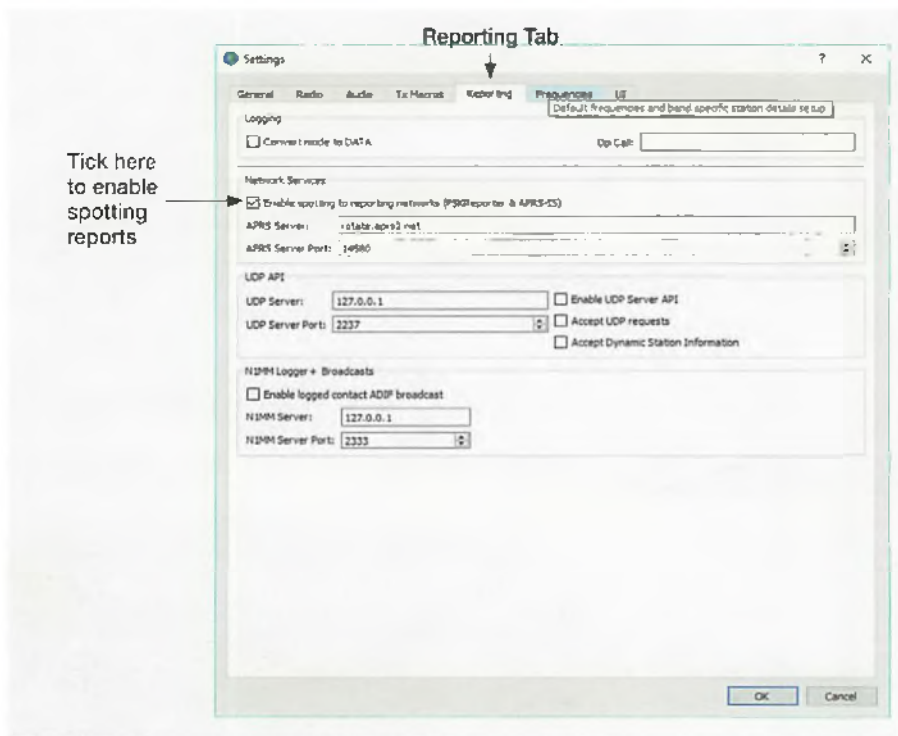 Reporting Tab
Settings
? X
General Radio Audio Tx Macros Reporting Frequencies UI
Default frequencies and band specific station details setup
Logging
Convert mode to DATA
Op Call:
Tick here
to enable
spotting
reports
Network Services
Enable spotting to reporting networks (PSKReporter & APRS-IS)
APRS Server: rotate.aprs2.net
APRS Server Port: 14580
UDP API
UDP Server: 127.0.0.1
Enable UDP Server API
UDP Server Port: 2237
Accept UDP requests
Accept Dynamic Station Information
N1MM Logger+ Broadcasts
Enable logged contact ADIF broadcast
N1MM Server: 127.0.0.1
N1MM Server Port: 2333
OK Cancel